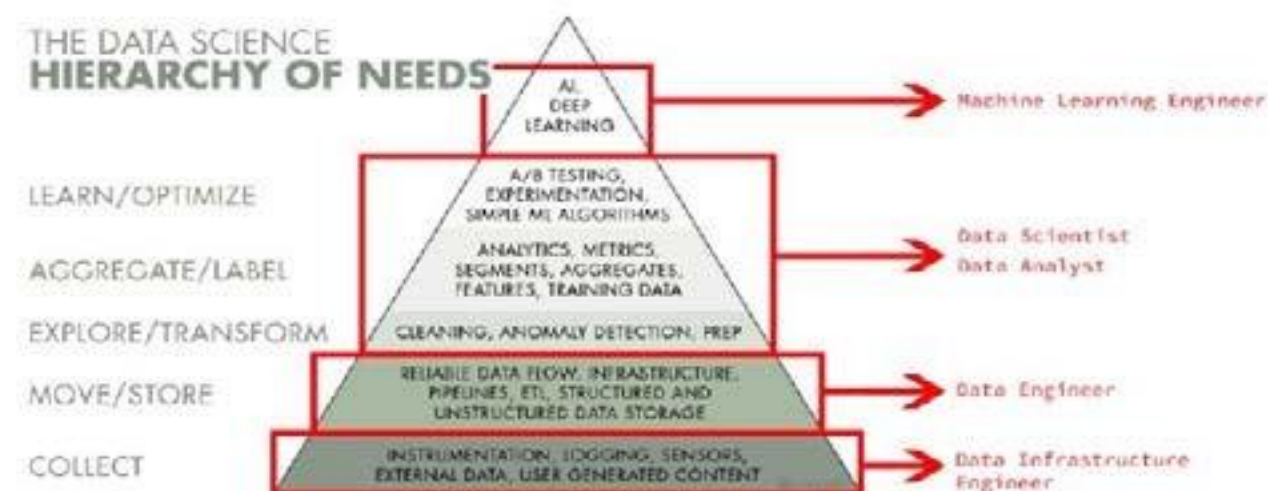 THE DATA SCIENCE
HIERARCHY OF NEEDS
AI,
DEEP
LEARNING
Machine Learning Engineer
LEARN/OPTIMIZE
A/B TESTING,
EXPERIMENTATION,
SIMPLE ML ALGORITHMS
AGGREGATE/LABEL
ANALYTICS, METRICS,
SEGMENTS, AGGREGATES,
FEATURES, TRAINING DATA
Data Scientist
Data Analyst
EXPLORE/TRANSFORM
CLEANING, ANOMALY DETECTION, PREP
MOVE/STORE
RELIABLE DATA FLOW, INFRASTRUCTURE,
PIPELINES, ETL, STRUCTURED AND
UNSTRUCTURED DATA STORAGE
Data Engineer
COLLECT
INSTRUMENTATION, LOGGING, SENSORS,
EXTERNAL DATA, USER GENERATED CONTENT
Data Infrastructure
Engineer